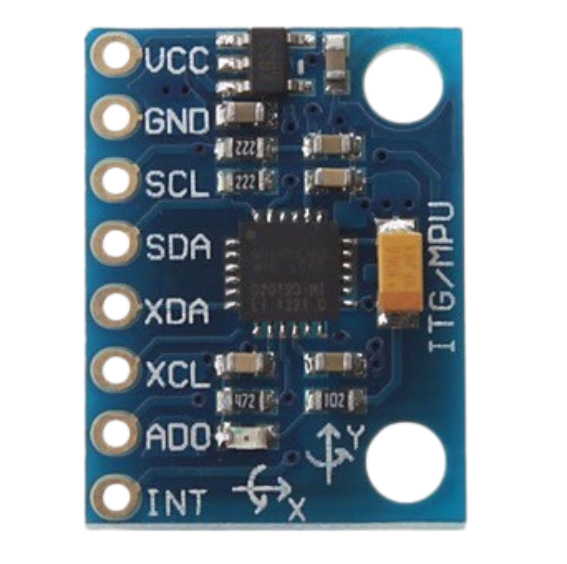 VCC
GND
222
SCL
222
SDA
ITG/MPU
XDA
XCL
472
102
ADO
Y
INT
X